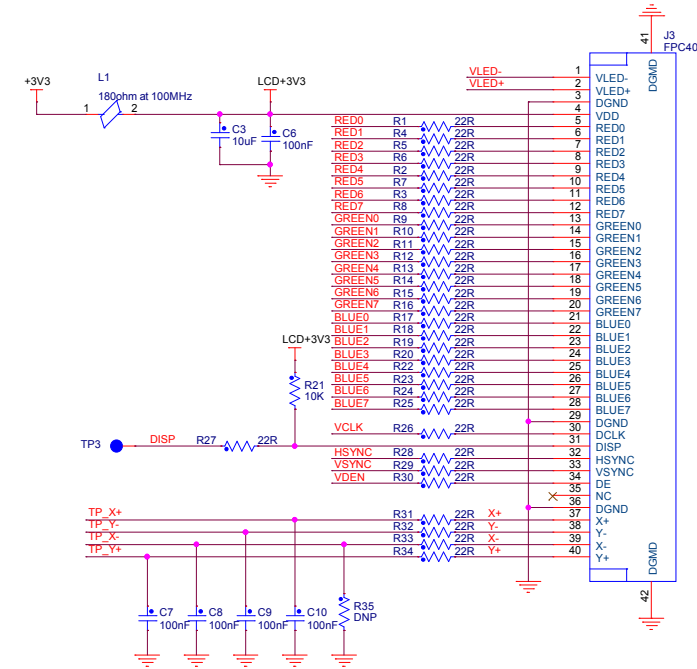 41
J3
FPC40
DGMD
+3V3
L1
180ohm at 100MHz
LCD+3V3
1
2
C3
10uF
C6
100nF
VLED- 1 VLED-
VLED+ 2 VLED+
3 DGND
4 VDD
RED0 R1 22R 5 RED0
RED1 R4 22R 6 RED1
RED2 R5 22R 7 RED2
RED3 R6 22R 8 RED3
RED4 R2 22R 9 RED4
RED5 R7 22R 10 RED5
RED6 R3 22R 11 RED6
RED7 R8 22R 12 RED7
GREEN0 R9 22R 13 GREEN0
GREEN1 R10 22R 14 GREEN1
GREEN2 R11 22R 15 GREEN2
GREEN3 R12 22R 16 GREEN3
GREEN4 R13 22R 17 GREEN4
GREEN5 R14 22R 18 GREEN5
GREEN6 R15 22R 19 GREEN6
GREEN7 R16 22R 20 GREEN7
BLUE0 R17 22R 21 BLUE0
BLUE1 R18 22R 22 BLUE1
BLUE2 R19 22R 23 BLUE2
BLUE3 R20 22R 24 BLUE3
BLUE4 R22 22R 25 BLUE4
BLUE5 R23 22R 26 BLUE5
BLUE6 R24 22R 27 BLUE6
BLUE7 R25 22R 28 BLUE7
29 DGND
LCD+3V3
R21
10K
VCLK R26 22R 30 DCLK
TP3 DISP R27 22R 31 DISP
HSYNC R28 22R 32 HSYNC
VSYNC R29 22R 33 VSYNC
VDEN R30 22R 34 DE
35 NC
36 DGND
TP_X+ R31 22R X+ 37 X+
TP_Y- R32 22R Y- 38 Y-
TP_X- R33 22R X- 39 X-
TP_Y+ R34 22R Y+ 40 Y+
DGMD
42
C7
100nF
C8
100nF
C9
100nF
C10
100nF
R35
DNP